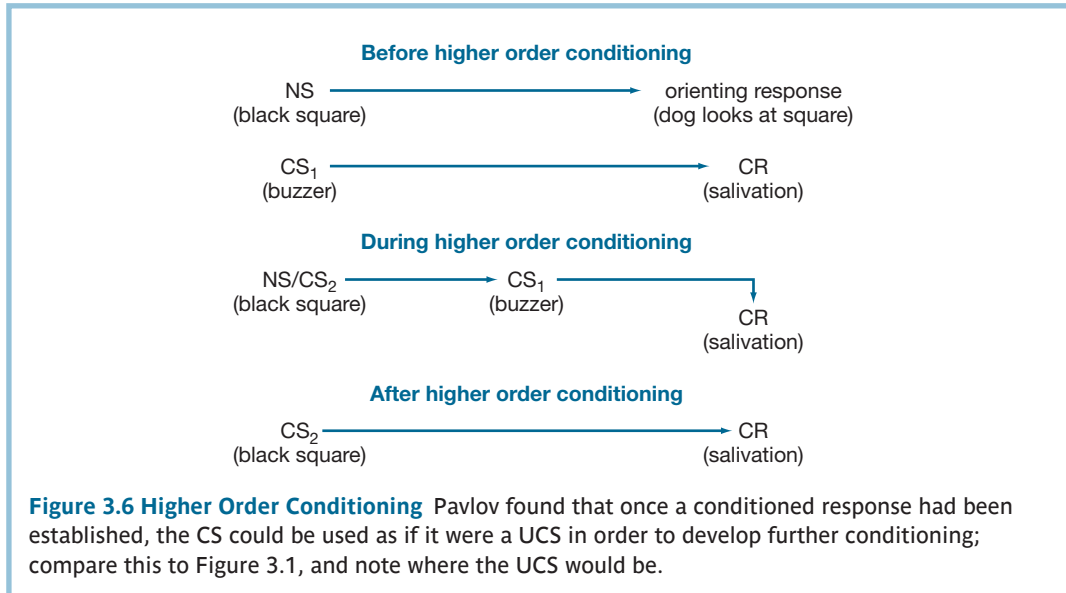 Before higher order conditioning
NS orienting response
(black square) (dog looks at square)
CS₁ CR
(buzzer) (salivation)
During higher order conditioning
NS/CS₂ CS₁
(black square) (buzzer)
CR
(salivation)
After higher order conditioning
CS₂ CR
(black square) (salivation)
Figure 3.6 Higher Order Conditioning Pavlov found that once a conditioned response had been
established, the CS could be used as if it were a UCS in order to develop further conditioning;
compare this to Figure 3.1, and note where the UCS would be.